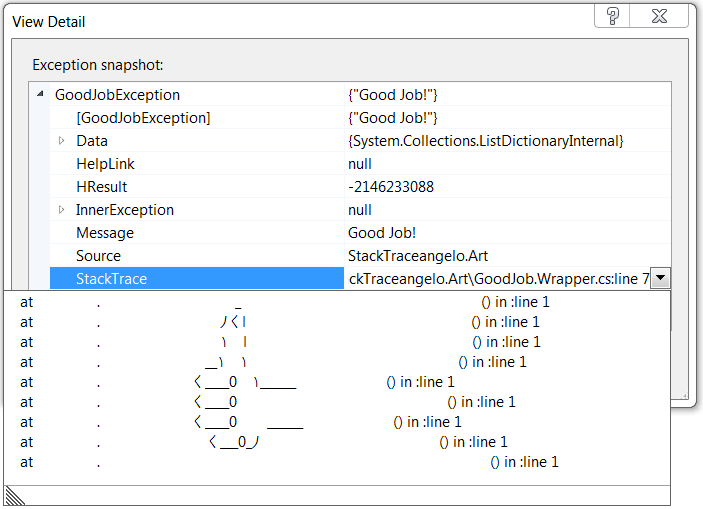 View Detail
Exception snapshot:
GoodJobException {"Good Job!"}
[GoodJobException] {"Good Job!"}
Data {System.Collections.ListDictionaryInternal}
HelpLink null
HResult -2146233088
InnerException null
Message Good Job!
Source StackTraceangelo.Art
StackTrace ckTraceangelo.Art\GoodJob.Wrapper.cs:line 7
at . _ () in :line 1
at . ノく| () in :line 1
at . \ | () in :line 1
at . __\ \ () in :line 1
at . く___0 \_____ () in :line 1
at . く___0 () in :line 1
at . く___0 _____ () in :line 1
at . く__0_ノ () in :line 1
at . () in :line 1